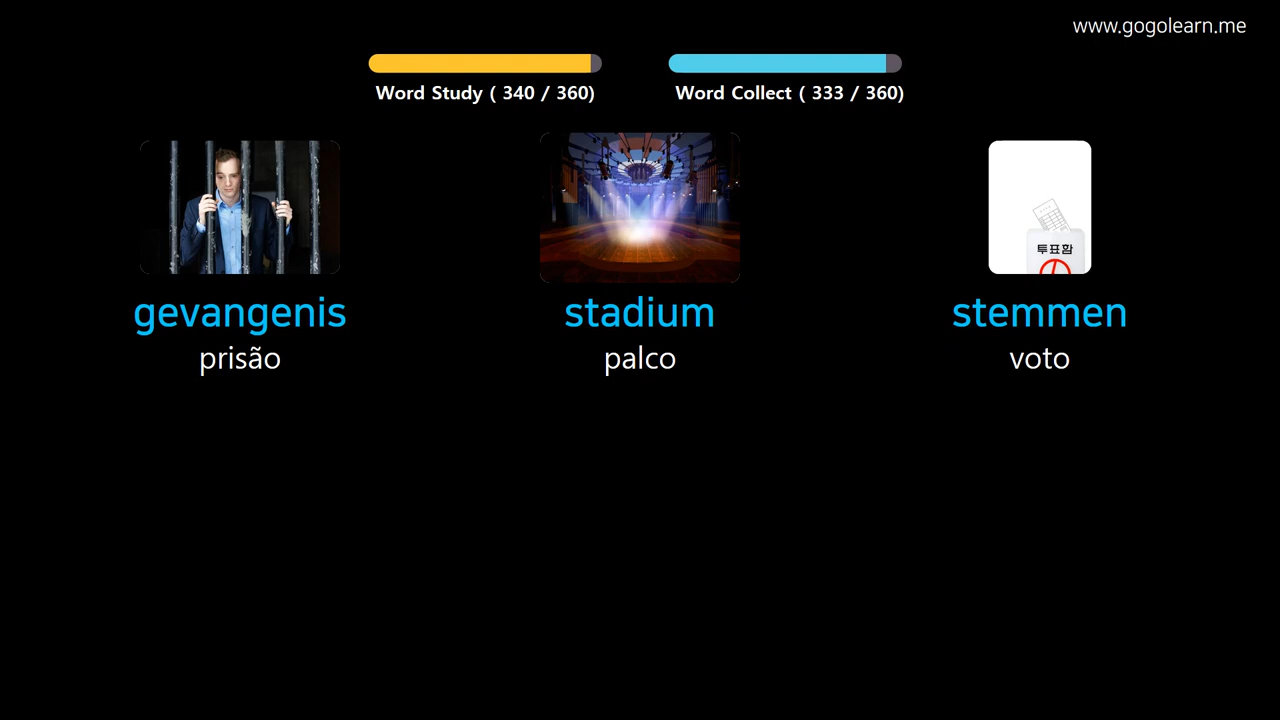 www.gogolearn.me
Word Study ( 340 / 360)
Word Collect ( 333 / 360)
투표함
gevangenis
stadium
stemmen
prisão
palco
voto